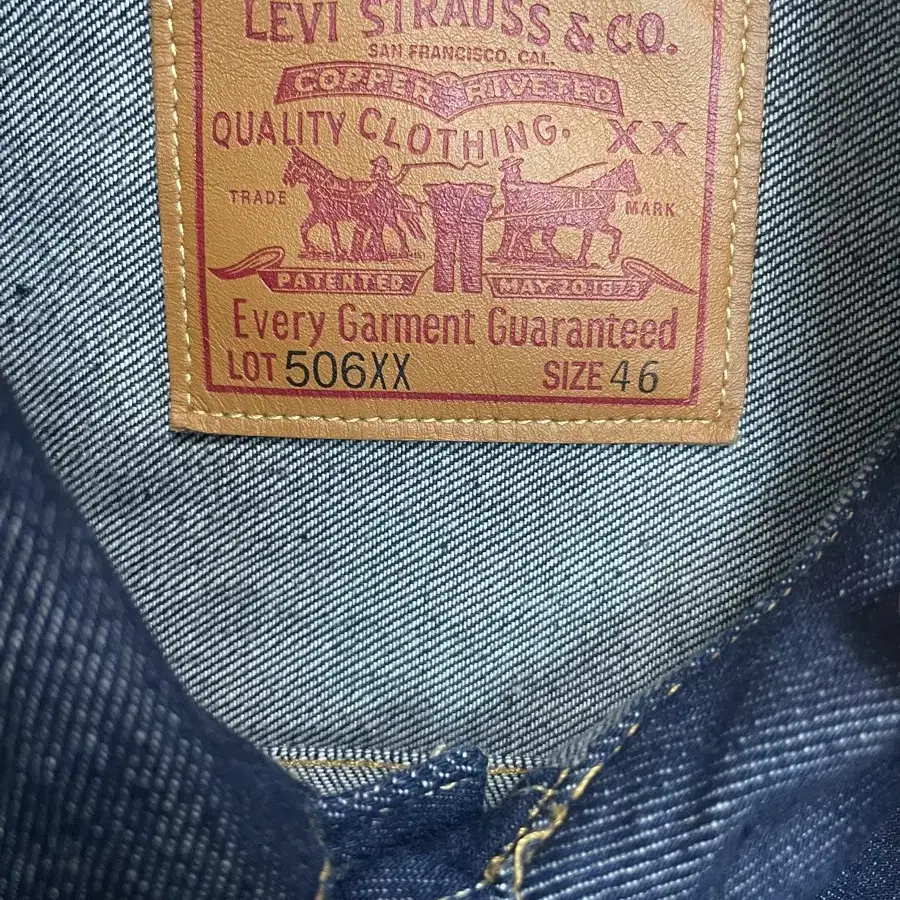 LEVI STRAUSS & CO.
SAN FRANCISCO, CAL.
COPPER RIVETED
QUALITY CLOTHING. XX
TRADE MARK
PATENTED MAY 20, 1873
Every Garment Guaranteed
LOT 506XX SIZE 46